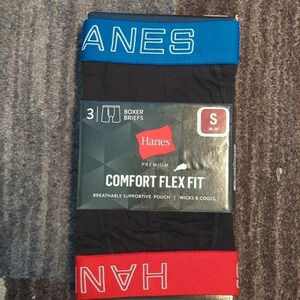 ANES
3 BOXER
BRIEFS
S
Hanes
PREMIUM
COMFORT FLEX FIT
BREATHABLE SUPPORTIVE POUCH | WICKS & COOLS
HAN